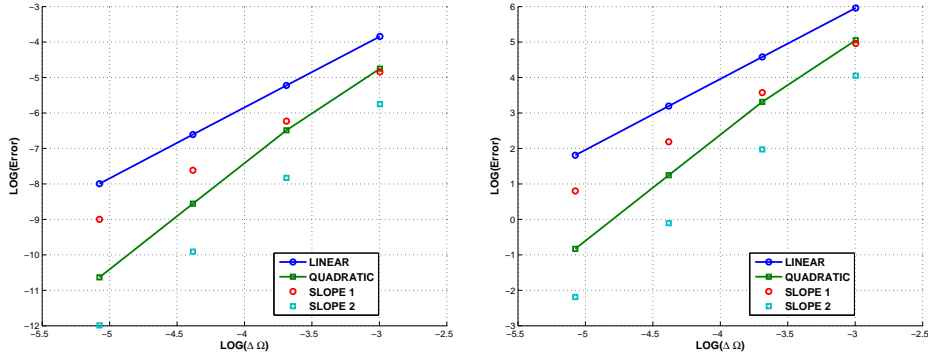 −3
−4
−5
−6
−7
−8
−9
−10
−11
−12
LOG(Error)
−5.5 −5 −4.5 −4 −3.5 −3 −2.5
LOG(Δ Ω)
LINEAR
QUADRATIC
SLOPE 1
SLOPE 2
6
5
4
3
2
1
0
−1
−2
−3
LOG(Error)
−5.5 −5 −4.5 −4 −3.5 −3 −2.5
LOG(Δ Ω)
LINEAR
QUADRATIC
SLOPE 1
SLOPE 2